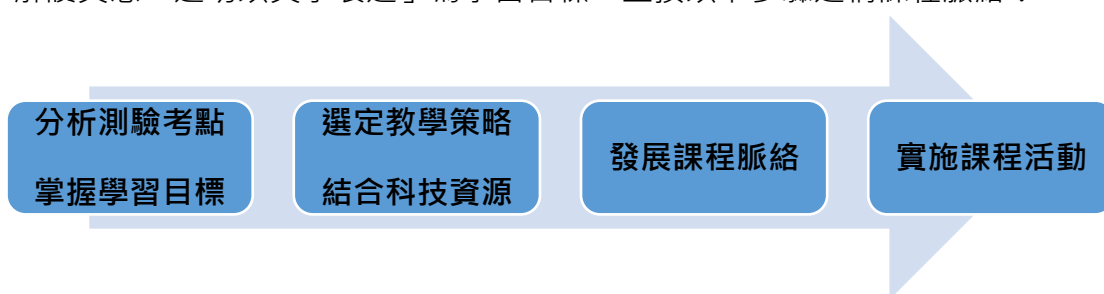 分析測驗考點
掌握學習目標
選定教學策略
結合科技資源
發展課程脈絡
實施課程活動